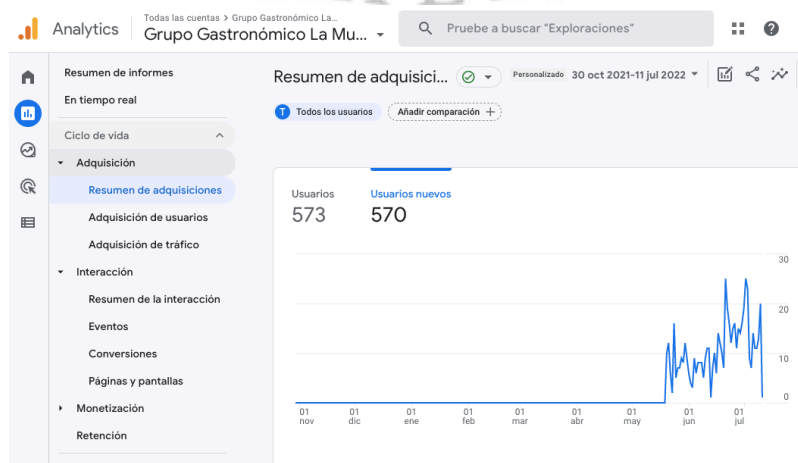 Analytics
Todas las cuentas > Grupo Gastronómico La...
Grupo Gastronómico La Mu...
Pruebe a buscar "Exploraciones"
Resumen de informes
En tiempo real
Ciclo de vida
Adquisición
Resumen de adquisiciones
Adquisición de usuarios
Adquisición de tráfico
Interacción
Resumen de la interacción
Eventos
Conversiones
Páginas y pantallas
Monetización
Retención
Resumen de adquisici...
Personalizado 30 oct 2021-11 jul 2022
T Todos los usuarios
Añadir comparación +
Usuarios
573
Usuarios nuevos
570
30
20
10
0
01 01 01 01 01 01 01 01 01
nov dic ene feb mar abr may jun jul